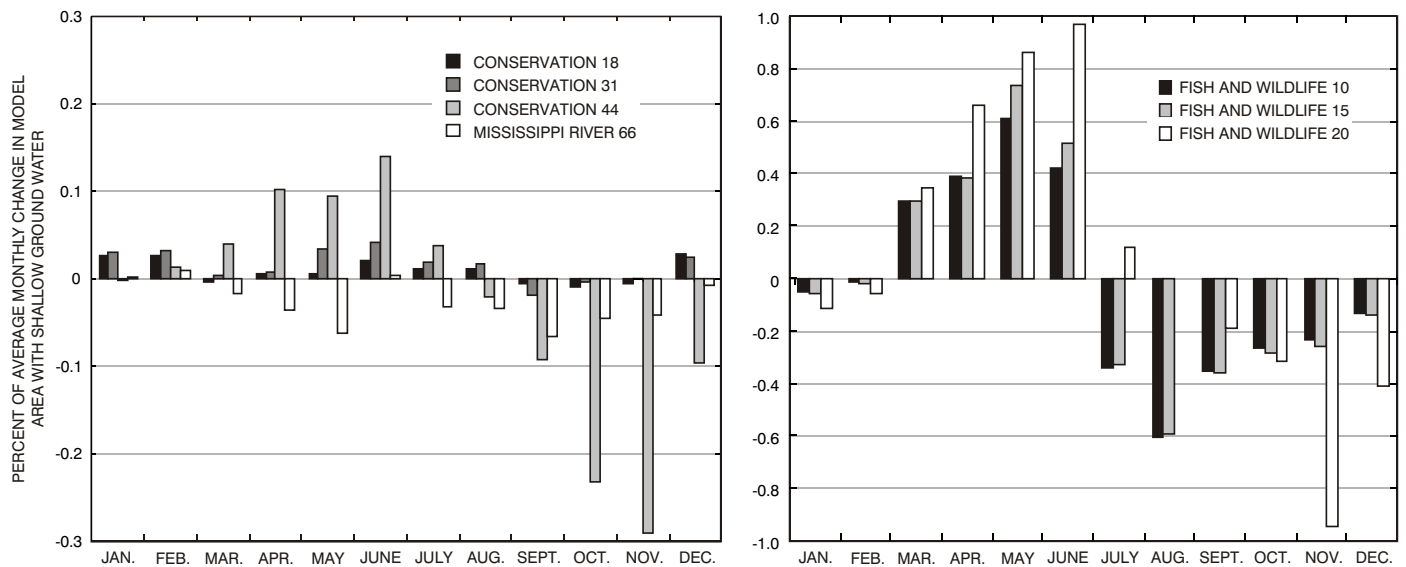 PERCENT OF AVERAGE MONTHLY CHANGE IN MODEL
AREA WITH SHALLOW GROUND WATER
0.3
0.2
0.1
0
-0.1
-0.2
-0.3
CONSERVATION 18
CONSERVATION 31
CONSERVATION 44
MISSISSIPPI RIVER 66
JAN. FEB. MAR. APR. MAY JUNE JULY AUG. SEPT. OCT. NOV. DEC.
1.0
0.8
0.6
0.4
0.2
0
-0.2
-0.4
-0.6
-0.8
-1.0
FISH AND WILDLIFE 10
FISH AND WILDLIFE 15
FISH AND WILDLIFE 20
JAN. FEB. MAR. APR. MAY JUNE JULY AUG. SEPT. OCT. NOV. DEC.